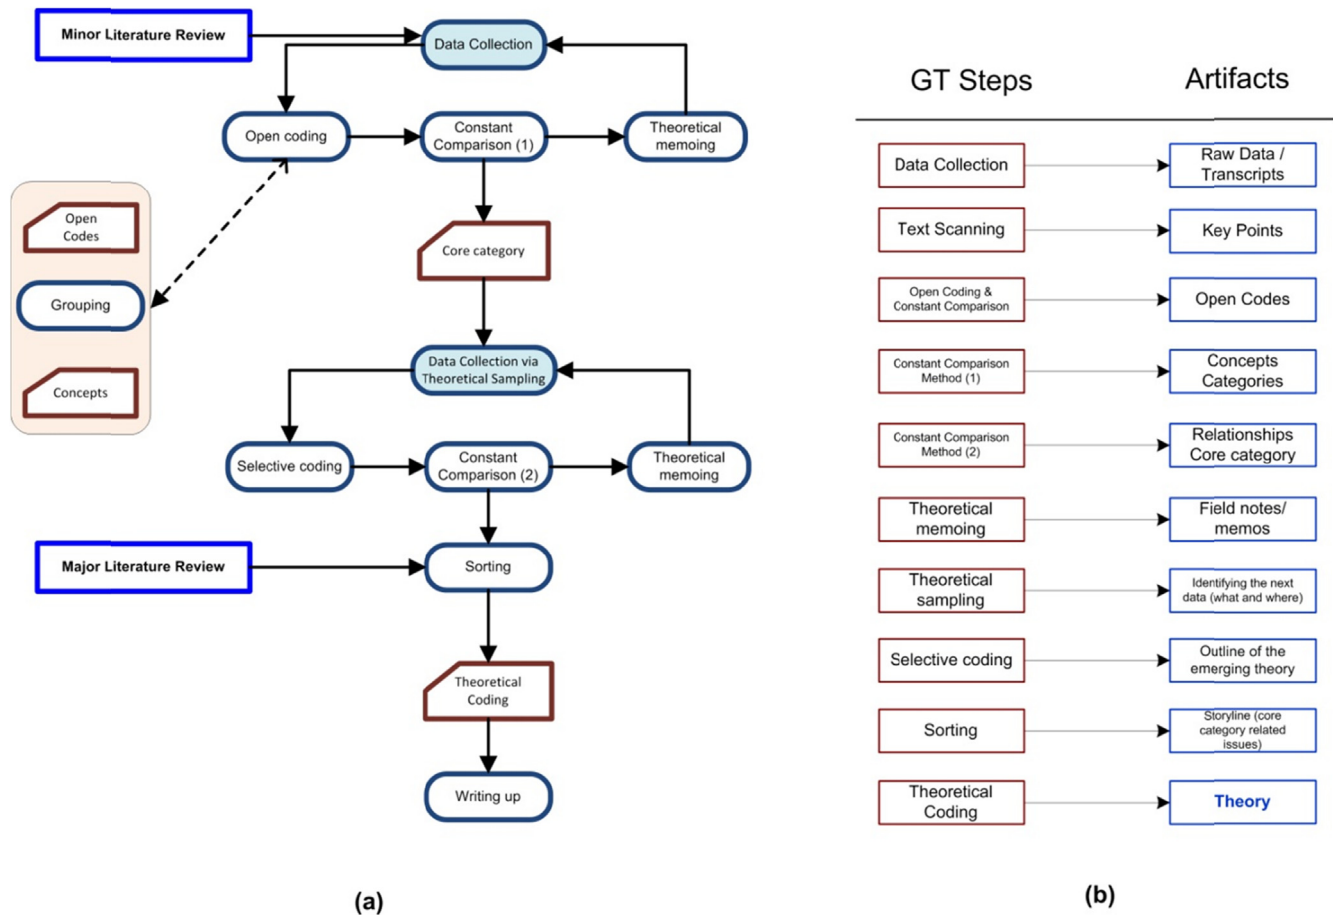 Minor Literature Review
Data Collection
Open coding
Constant
Comparison (1)
Theoretical
memoing
Open
Codes
Grouping
Concepts
Core category
Data Collection via
Theoretical Sampling
Selective coding
Constant
Comparison (2)
Theoretical
memoing
Major Literature Review
Sorting
Theoretical
Coding
Writing up
(a)
GT Steps
Artifacts
Data Collection
Raw Data /
Transcripts
Text Scanning
Key Points
Open Coding &
Constant Comparison
Open Codes
Constant Comparison
Method (1)
Concepts
Categories
Constant Comparison
Method (2)
Relationships
Core category
Theoretical
memoing
Field notes/
memos
Theoretical
sampling
Identifying the next
data (what and where)
Selective coding
Outline of the
emerging theory
Sorting
Storyline (core
category related
issues)
Theoretical
Coding
Theory
(b)